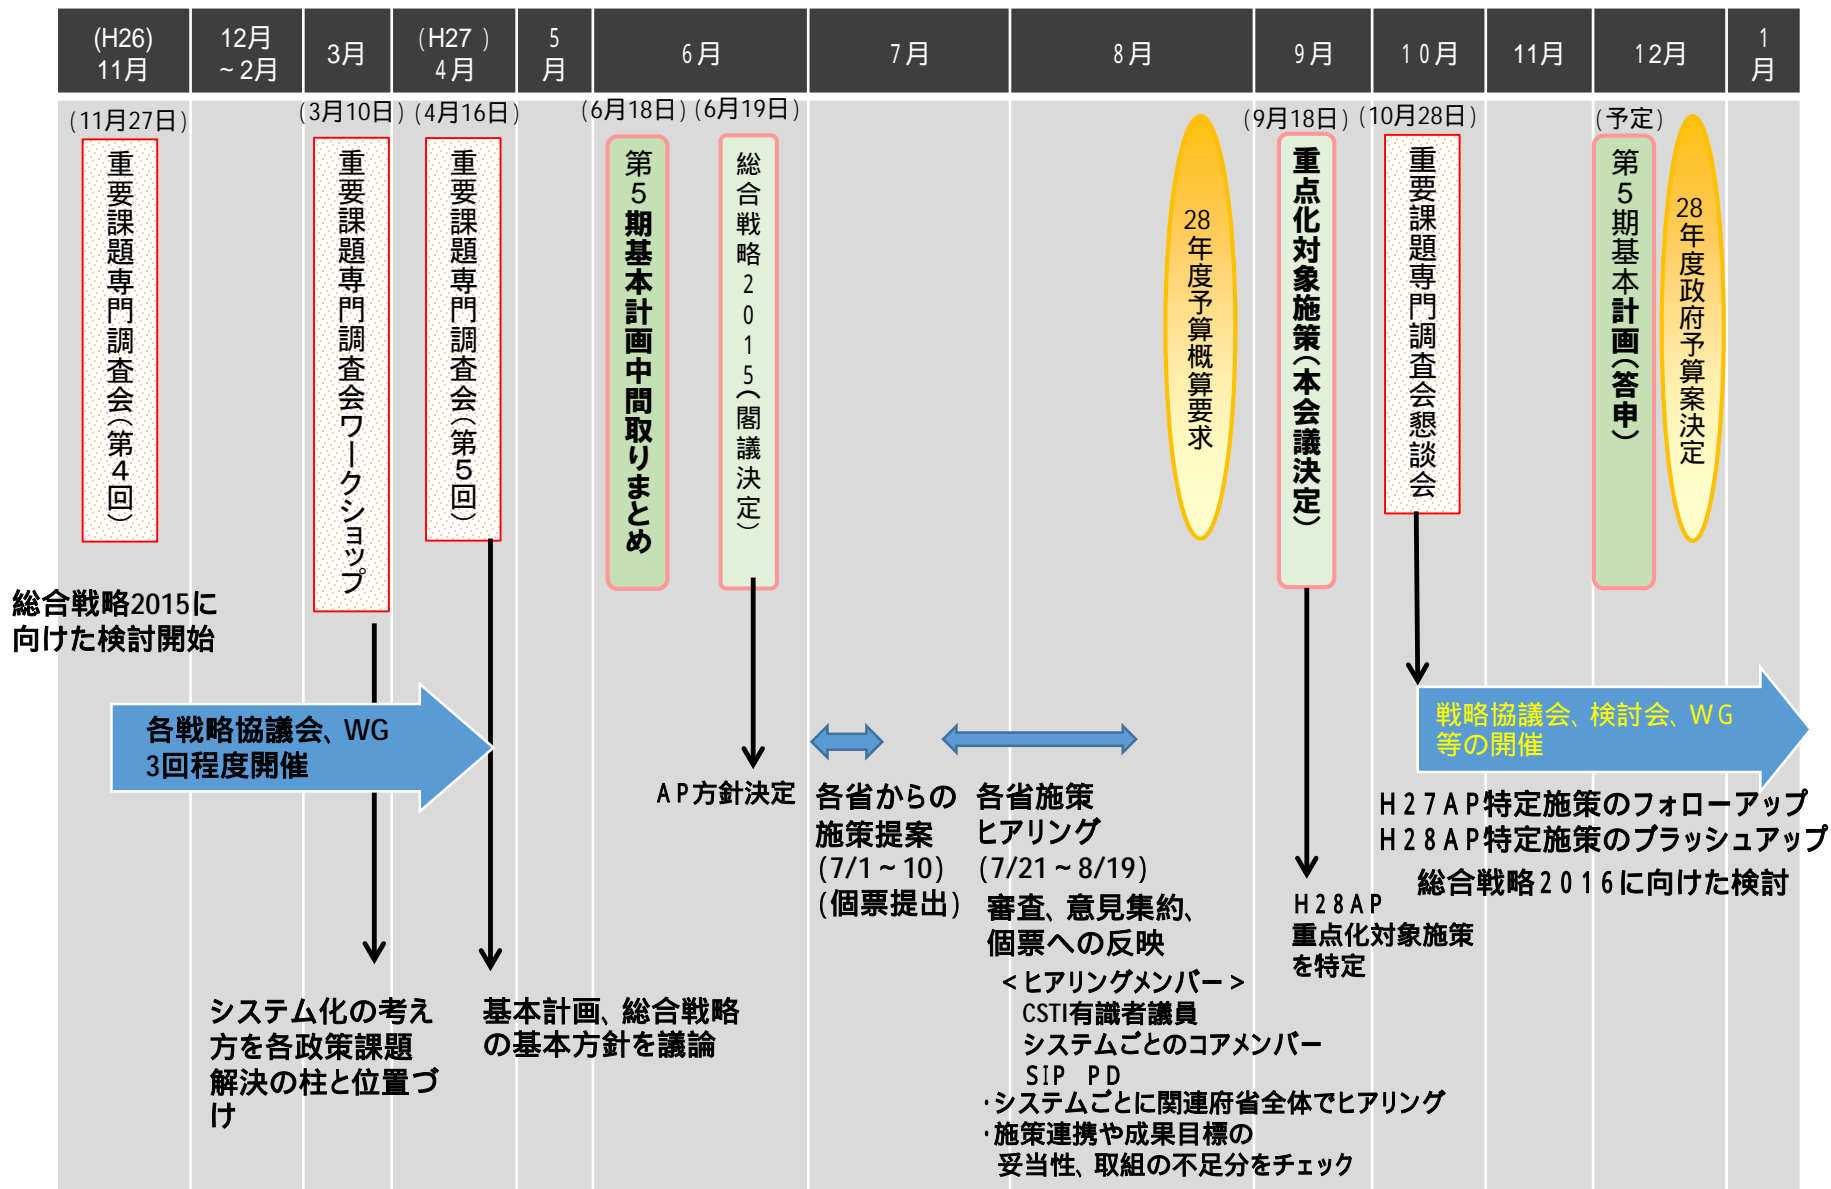 (H26)
11月
12月
～2月
3月
(H27 )
4月
5
月
6月
7月
8月
9月
10月
11月
12月
1
月
(11月27日)
(3月10日)
(4月16日)
(6月18日)
(6月19日)
(9月18日)
(10月28日)
(予定)
重要課題専門調査会(第4回)
重要課題専門調査会ワークショップ
重要課題専門調査会(第5回)
第5期基本計画中間取りまとめ
総合戦略2015(閣議決定)
28年度予算概算要求
重点化対象施策(本会議決定)
重要課題専門調査会懇談会
第5期基本計画(答申)
28年度政府予算案決定
総合戦略2015に
向けた検討開始
各戦略協議会、WG
3回程度開催
システム化の考え
方を各政策課題
解決の柱と位置づ
け
基本計画、総合戦略
の基本方針を議論
AP方針決定
各省からの
施策提案
(7/1～10)
(個票提出)
各省施策
ヒアリング
(7/21～8/19)
審査、意見集約、
個票への反映
＜ヒアリングメンバー＞
CSTI有識者議員
システムごとのコアメンバー
SIP PD
・システムごとに関連府省全体でヒアリング
・施策連携や成果目標の
妥当性、取組の不足分をチェック
H28AP
重点化対象施策
を特定
戦略協議会、検討会、WG
等の開催
H27AP特定施策のフォローアップ
H28AP特定施策のブラッシュアップ
総合戦略2016に向けた検討